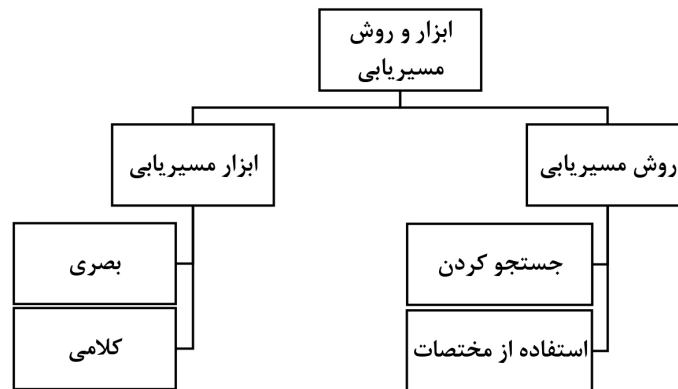 ابزار و روش
مسیریابی
روش مسیریابی
ابزار مسیریابی
جستجو کردن
استفاده از مختصات
بصری
کلامی